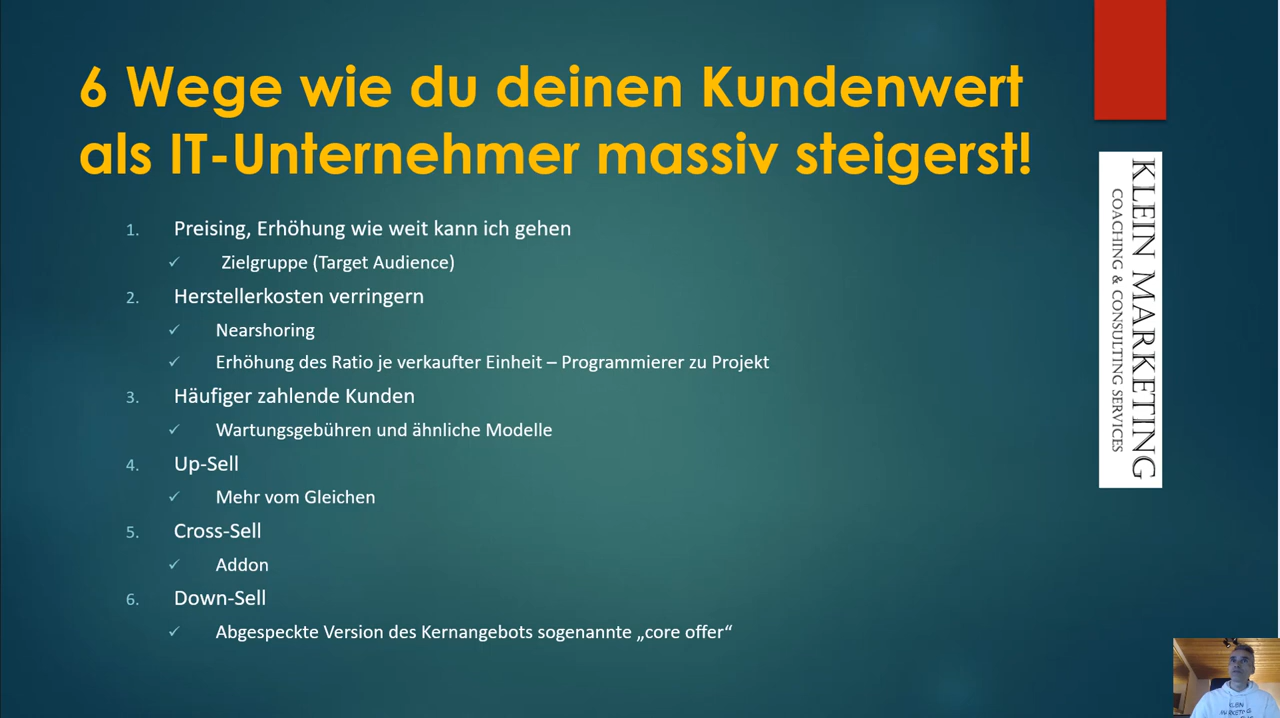 6 Wege wie du deinen Kundenwert
als IT-Unternehmer massiv steigerst!
1. Preising, Erhöhung wie weit kann ich gehen
✓ Zielgruppe (Target Audience)
2. Herstellerkosten verringern
✓ Nearshoring
✓ Erhöhung des Ratio je verkaufter Einheit – Programmierer zu Projekt
3. Häufiger zahlende Kunden
✓ Wartungsgebühren und ähnliche Modelle
4. Up-Sell
✓ Mehr vom Gleichen
5. Cross-Sell
✓ Addon
6. Down-Sell
✓ Abgespeckte Version des Kernangebots sogenannte „core offer“
KLEIN MARKETING
COACHING & CONSULTING SERVICES
KLEIN
MARKETING